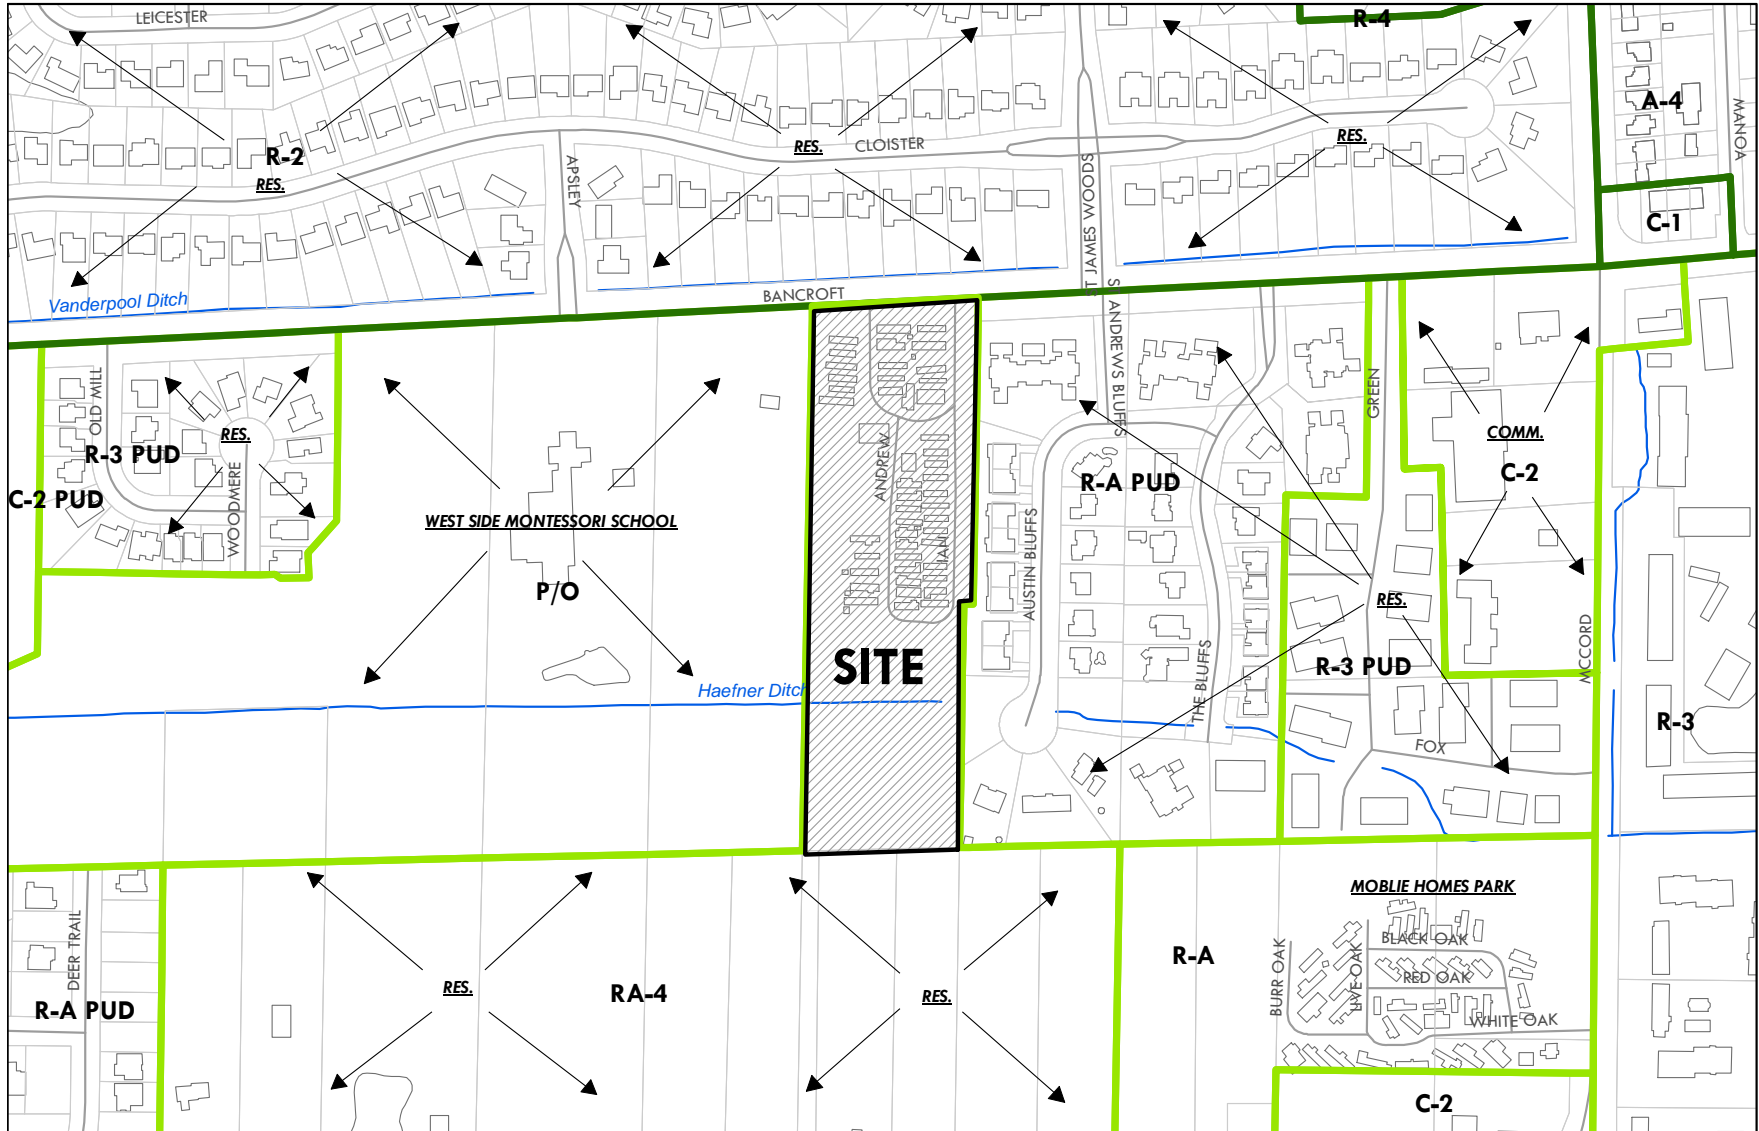 LEICESTER
R-4
A-4
MANOA
R-2
RES.
RES.
CLOISTER
RES.
APSLEY
ST JAMES WOODS
C-1
Vanderpool Ditch
BANCROFT
ST ANDREWS BLUFFS
OLD MILL
R-3 PUD
RES.
C-2 PUD
WOODMERE
WEST SIDE MONTESSORI SCHOOL
P/O
ANDREW
IANI
SITE
Haefner Ditch
AUSTIN BLUFFS
R-A PUD
THE BLUFFS
GREEN
COMM.
C-2
RES.
R-3 PUD
MCCORD
FOX
R-3
DEER TRAIL
R-A PUD
RES.
RA-4
RES.
R-A
MOBLIE HOMES PARK
BURR OAK
LIVE OAK
BLACK OAK
RED OAK
WHITE OAK
C-2